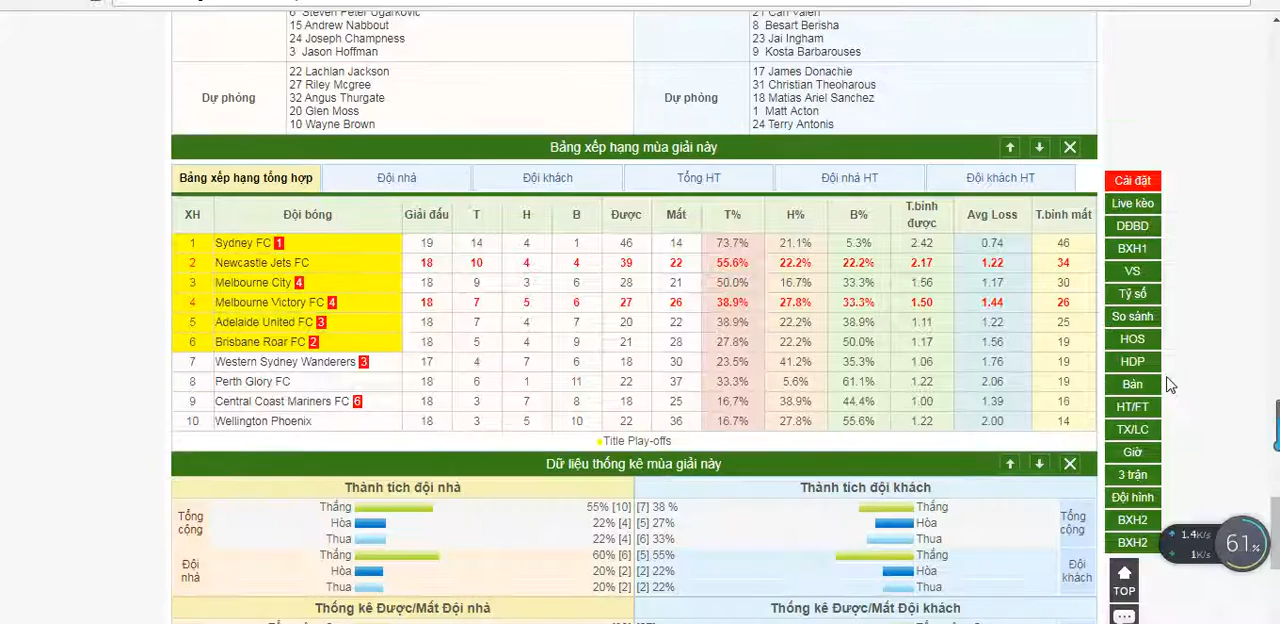 6 Steven Peter Ugarkovic
15 Andrew Nabbout
24 Joseph Champness
3 Jason Hoffman
21 Carl Valeri
8 Besart Berisha
23 Jai Ingham
9 Kosta Barbarouses
Dự phòng
22 Lachlan Jackson
27 Riley Mcgree
32 Angus Thurgate
20 Glen Moss
10 Wayne Brown
Dự phòng
17 James Donachie
31 Christian Theoharous
18 Matias Ariel Sanchez
1 Matt Acton
24 Terry Antonis
Bảng xếp hạng mùa giải này
Bảng xếp hạng tổng hợp Đội nhà Đội khách Tổng HT Đội nhà HT Đội khách HT
XH Đội bóng Giải đấu T H B Được Mất T% H% B% T.bình được Avg Loss T.bình mất
1 Sydney FC 1 19 14 4 1 46 14 73.7% 21.1% 5.3% 2.42 0.74 46
2 Newcastle Jets FC 18 10 4 4 39 22 55.6% 22.2% 22.2% 2.17 1.22 34
3 Melbourne City 4 18 9 3 6 28 21 50.0% 16.7% 33.3% 1.56 1.17 30
4 Melbourne Victory FC 4 18 7 5 6 27 26 38.9% 27.8% 33.3% 1.50 1.44 26
5 Adelaide United FC 3 18 7 4 7 20 22 38.9% 22.2% 38.9% 1.11 1.22 25
6 Brisbane Roar FC 2 18 5 4 9 21 28 27.8% 22.2% 50.0% 1.17 1.56 19
7 Western Sydney Wanderers 3 17 4 7 6 18 30 23.5% 41.2% 35.3% 1.06 1.76 19
8 Perth Glory FC 18 6 1 11 22 37 33.3% 5.6% 61.1% 1.22 2.06 19
9 Central Coast Mariners FC 6 18 3 7 8 18 25 16.7% 38.9% 44.4% 1.00 1.39 16
10 Wellington Phoenix 18 3 5 10 22 36 16.7% 27.8% 55.6% 1.22 2.00 14
Title Play-offs
Dữ liệu thống kê mùa giải này
Thành tích đội nhà
Thành tích đội khách
Tổng cộng
Thắng 55% [10] [7] 38 % Thắng
Hòa 22% [4] [5] 27% Hòa
Thua 22% [4] [6] 33% Thua
Tổng cộng
Đội nhà
Thắng 60% [6] [5] 55% Thắng
Hòa 20% [2] [2] 22% Hòa
Thua 20% [2] [2] 22% Thua
Đội khách
Thống kê Được/Mất Đội nhà
Thống kê Được/Mất Đội khách
Cài đặt
Live kèo
DĐBD
BXH1
VS
Tỷ số
So sánh
HOS
HDP
Bàn
HT/FT
TX/LC
Giờ
3 trận
Đội hình
BXH2
BXH2
TOP
1.4K/s
1K/s
61%